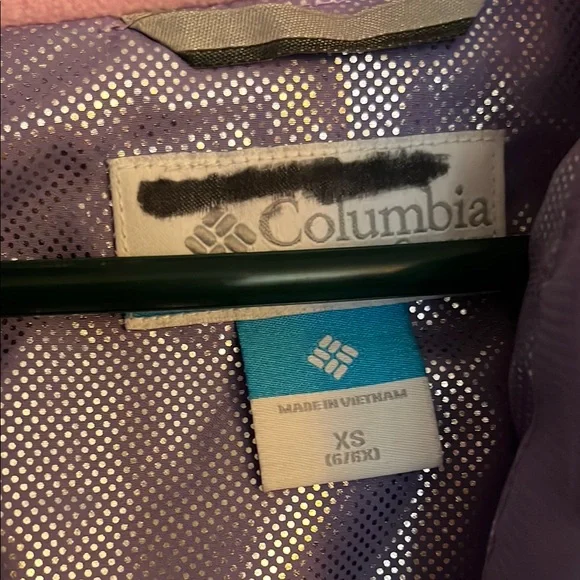 Columbia
MADE IN VIETNAM
XS
(6/6X)